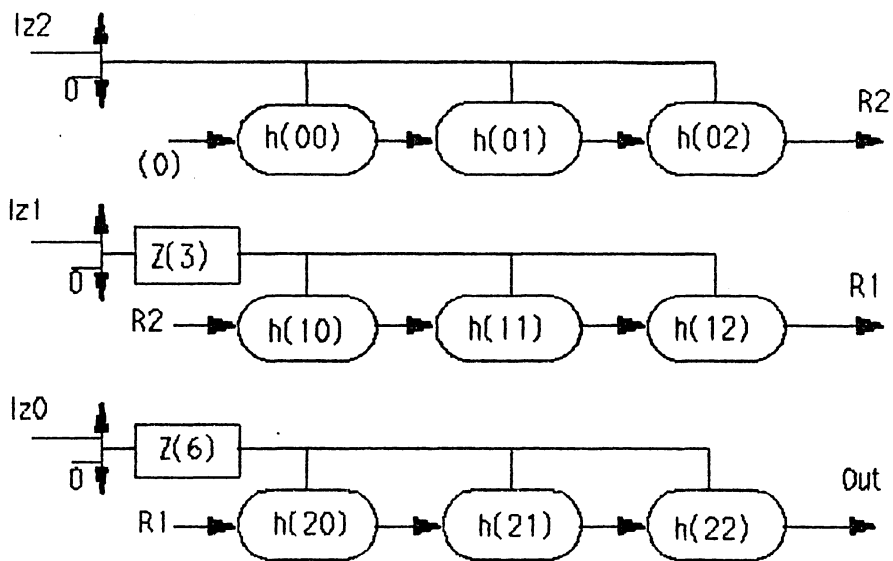 Iz2
0
R2
h(00) h(01) h(02)
(0)
Iz1
Z(3)
0
R1
R2 h(10) h(11) h(12)
Iz0
Z(6)
0
Out
R1 h(20) h(21) h(22)